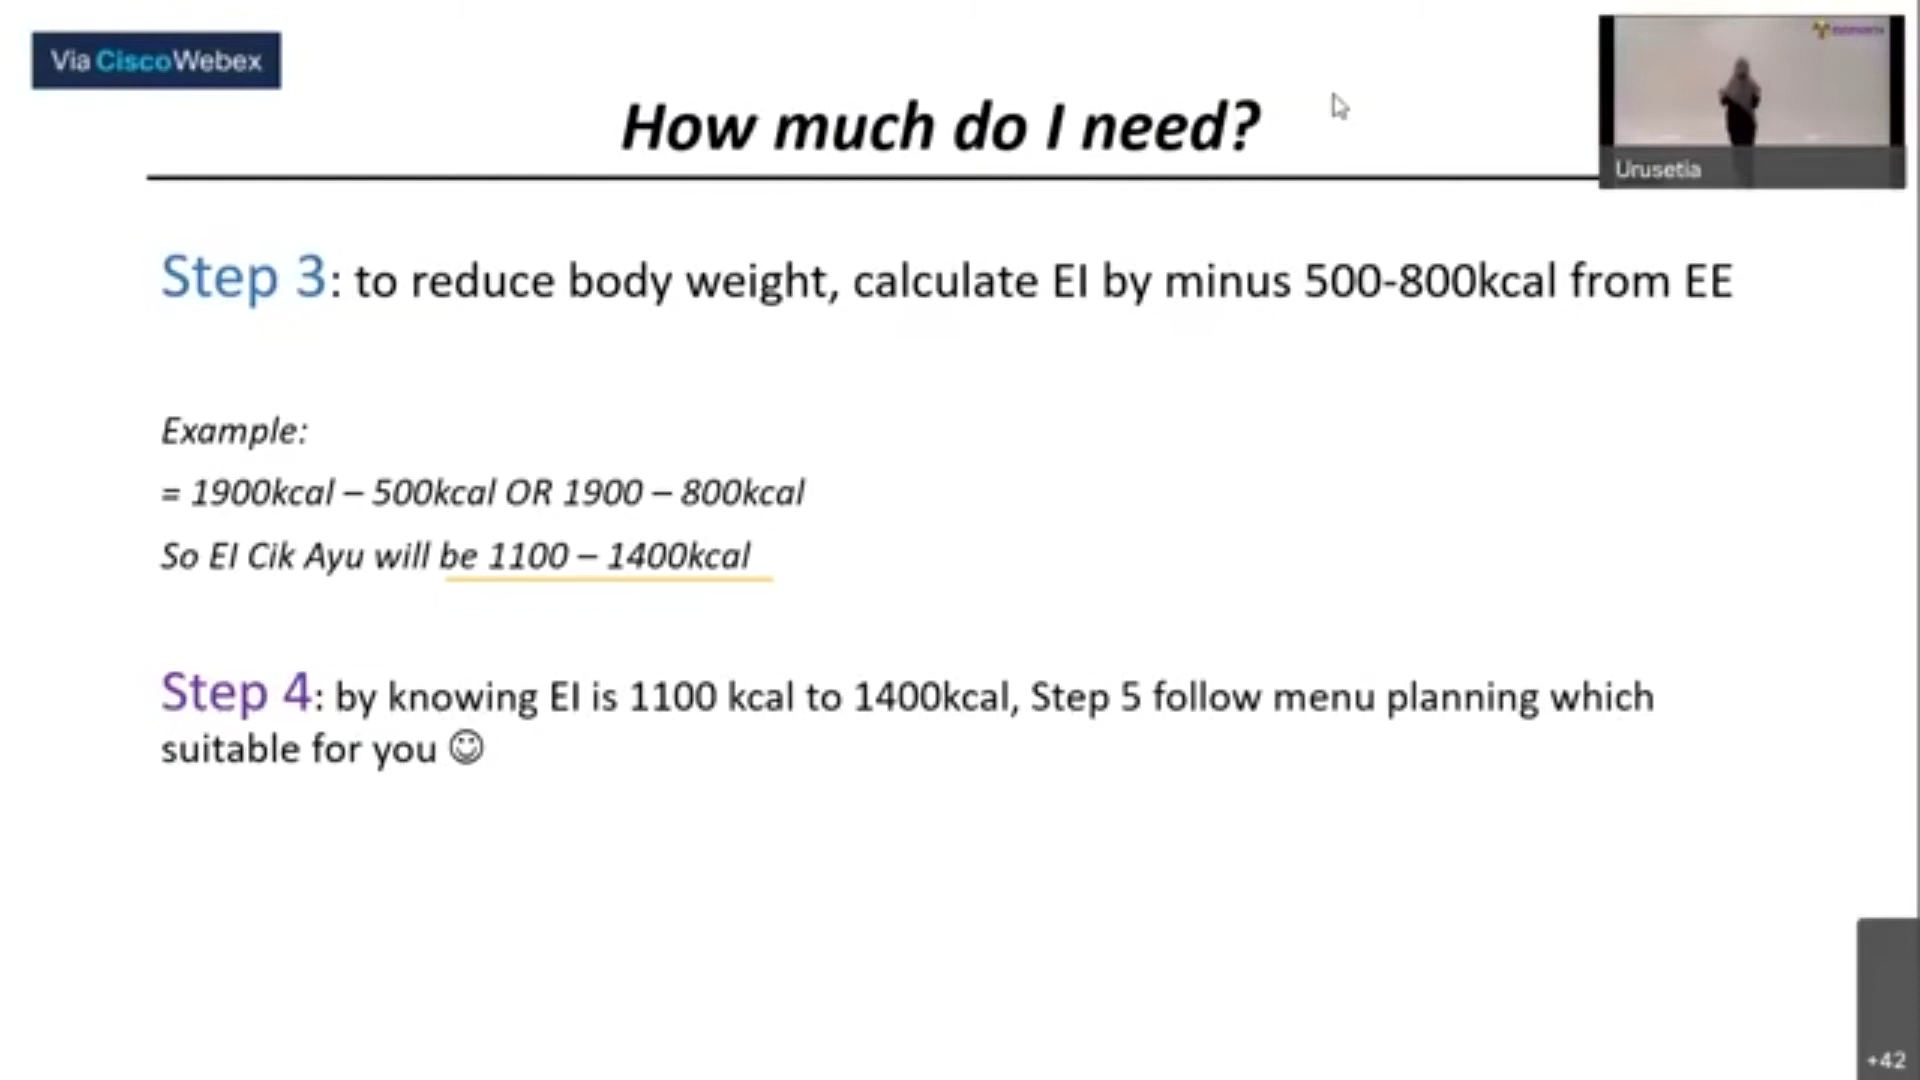 Via CiscoWebex
How much do I need?
Urusetia
Step 3: to reduce body weight, calculate EI by minus 500-800kcal from EE
Example:
= 1900kcal – 500kcal OR 1900 – 800kcal
So EI Cik Ayu will be 1100 – 1400kcal
Step 4: by knowing EI is 1100 kcal to 1400kcal, Step 5 follow menu planning which
suitable for you ☺
+42